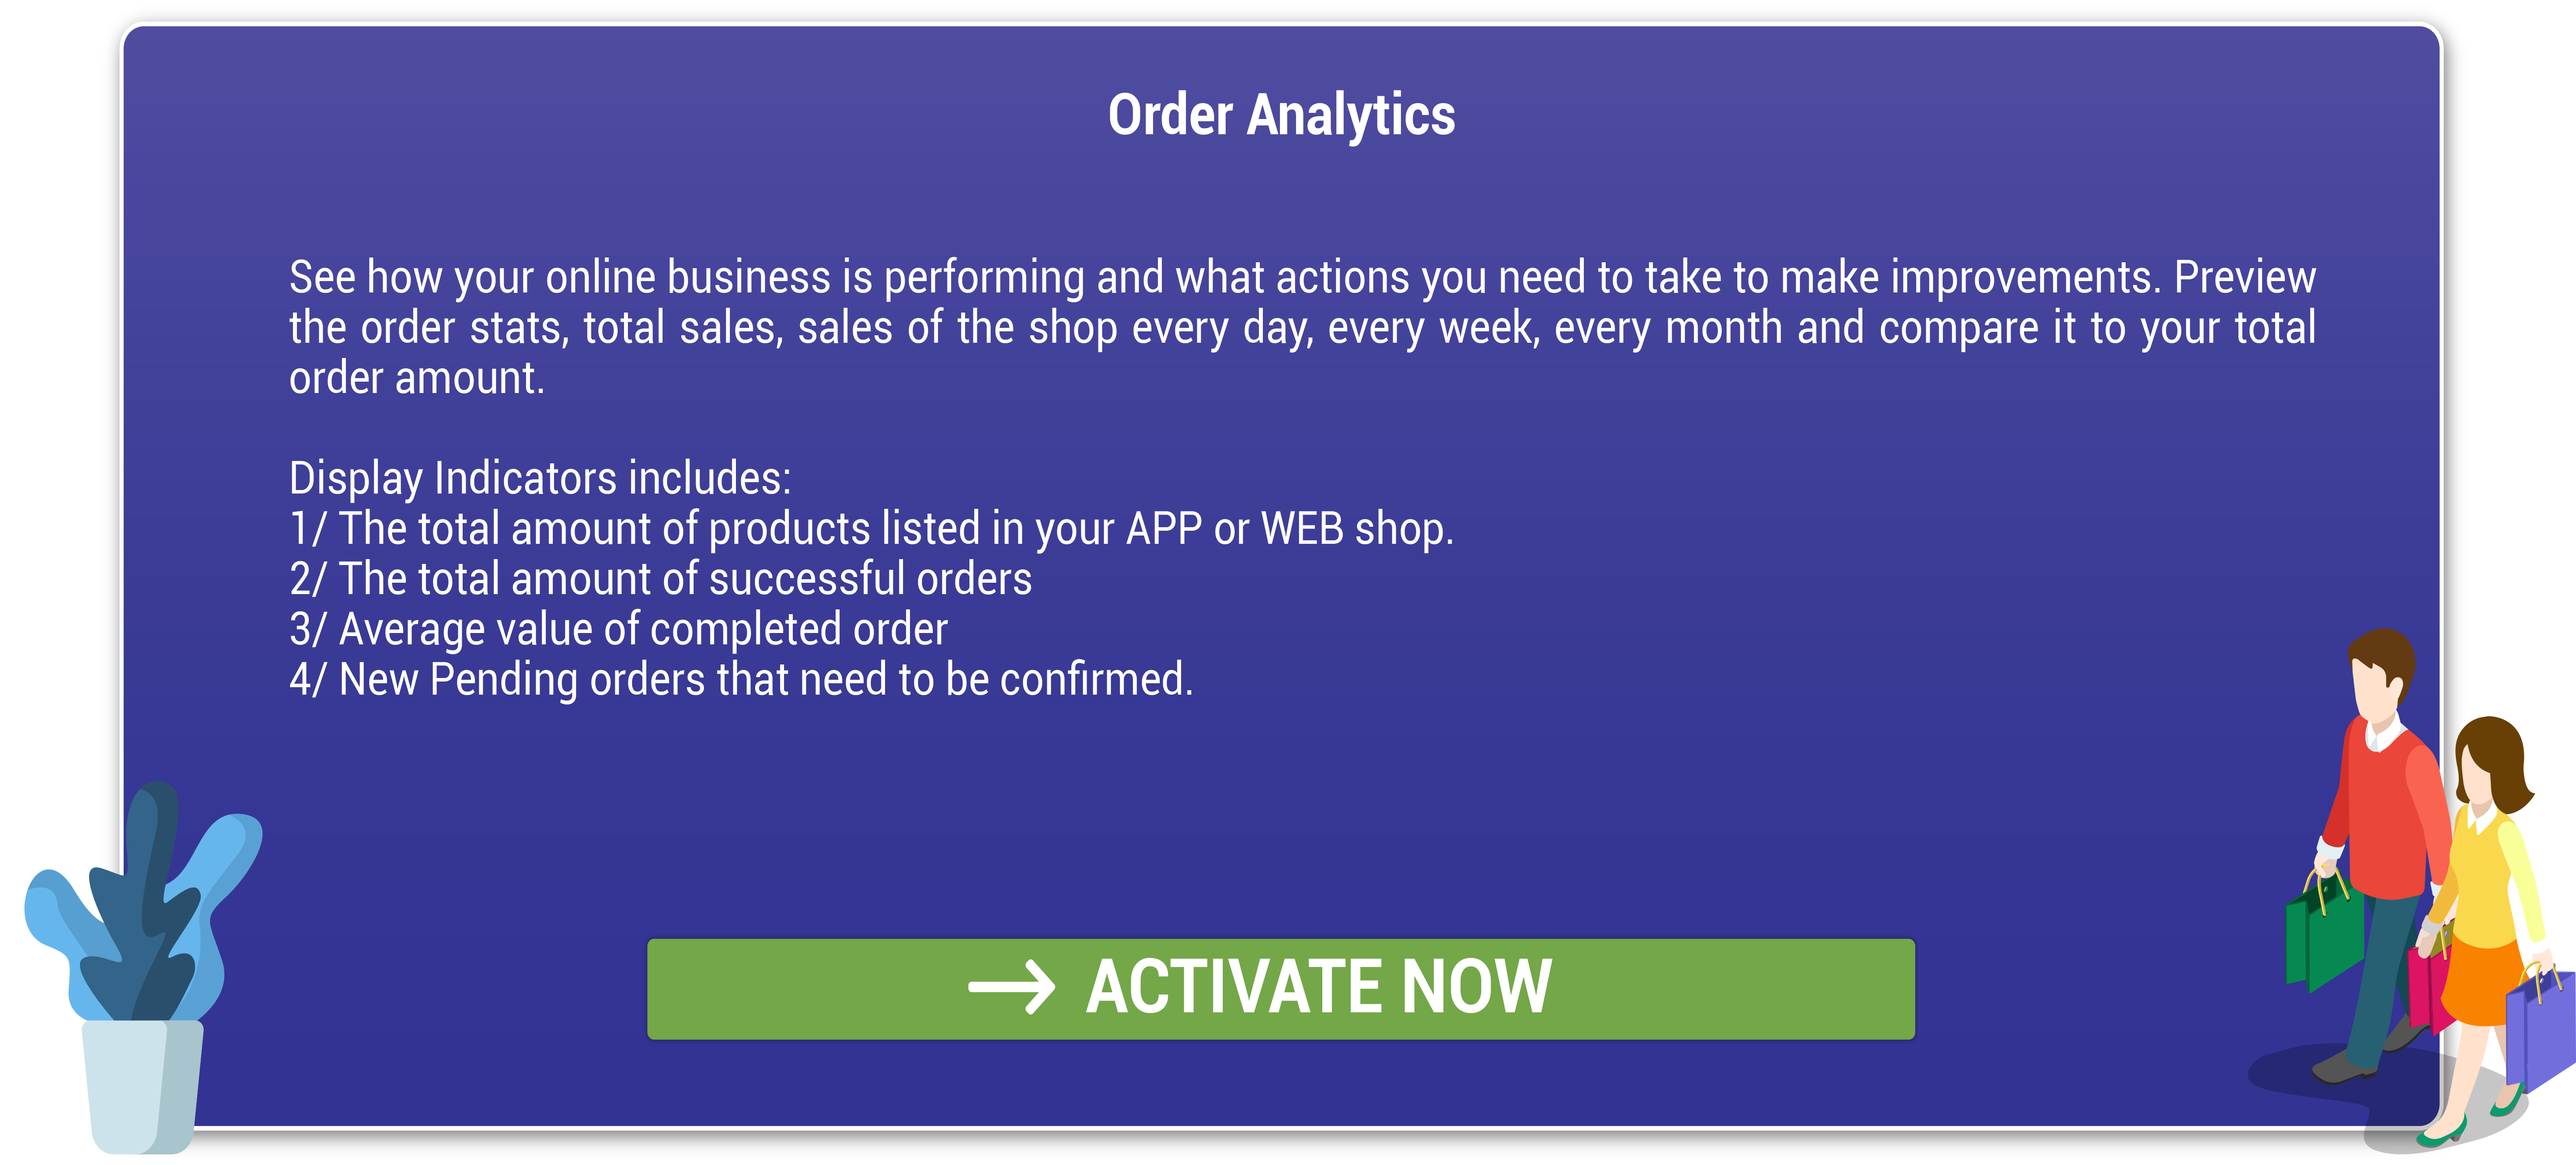 Order Analytics
See how your online business is performing and what actions you need to take to make improvements. Preview
the order stats, total sales, sales of the shop every day, every week, every month and compare it to your total
order amount.
Display Indicators includes:
1/ The total amount of products listed in your APP or WEB shop.
2/ The total amount of successful orders
3/ Average value of completed order
4/ New Pending orders that need to be confirmed.
→ ACTIVATE NOW